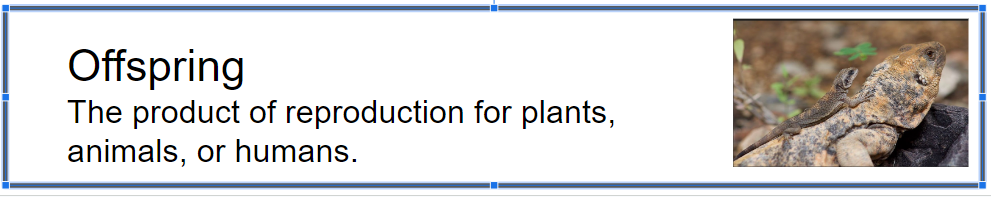 Offspring
The product of reproduction for plants,
animals, or humans.